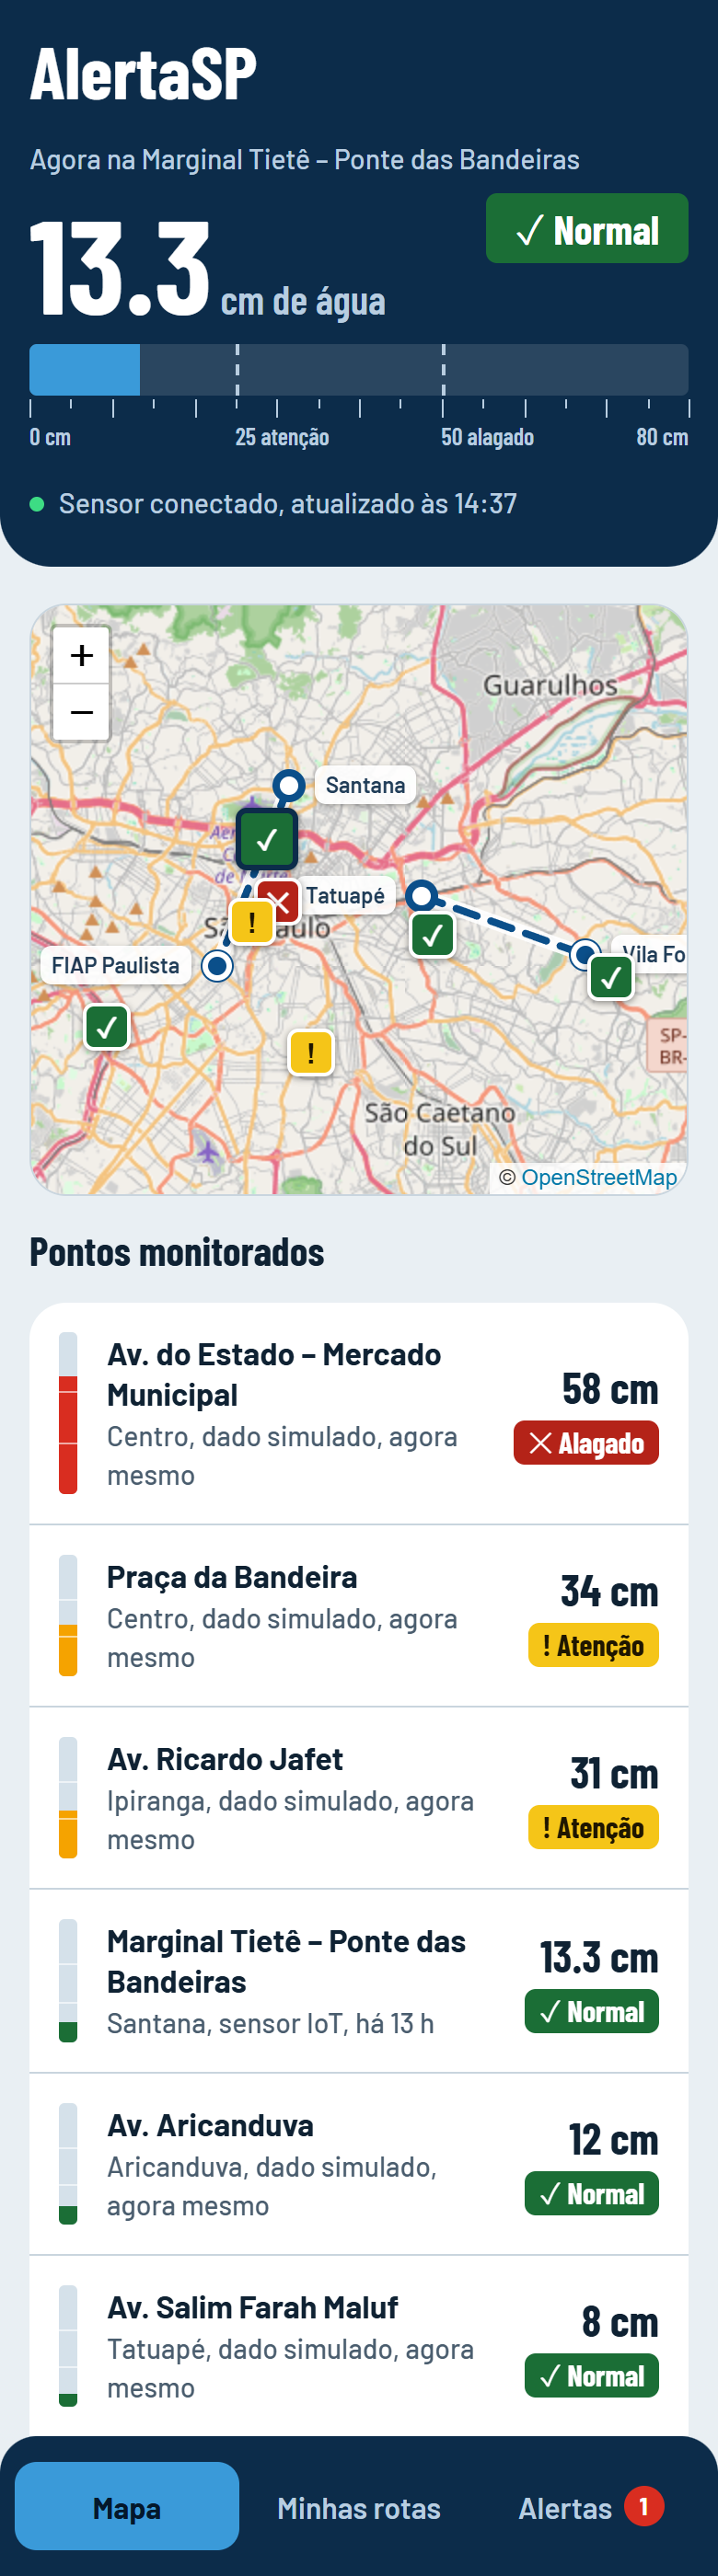 AlertaSP
Agora na Marginal Tietê – Ponte das Bandeiras
13.3 cm de água
✓ Normal
0 cm
25 atenção
50 alagado
80 cm
Sensor conectado, atualizado às 14:37
+
−
Guarulhos
Santana
✓
Tatuapé
!
✓
FIAP Paulista
Vila Fo
✓
✓
!
SP-
BR-
São Caetano
do Sul
© OpenStreetMap
Pontos monitorados
Av. do Estado – Mercado
Municipal
Centro, dado simulado, agora
mesmo
58 cm
✕ Alagado
Praça da Bandeira
Centro, dado simulado, agora
mesmo
34 cm
! Atenção
Av. Ricardo Jafet
Ipiranga, dado simulado, agora
mesmo
31 cm
! Atenção
Marginal Tietê – Ponte das
Bandeiras
Santana, sensor IoT, há 13 h
13.3 cm
✓ Normal
Av. Aricanduva
Aricanduva, dado simulado,
agora mesmo
12 cm
✓ Normal
Av. Salim Farah Maluf
Tatuapé, dado simulado, agora
mesmo
8 cm
✓ Normal
Mapa
Minhas rotas
Alertas 1